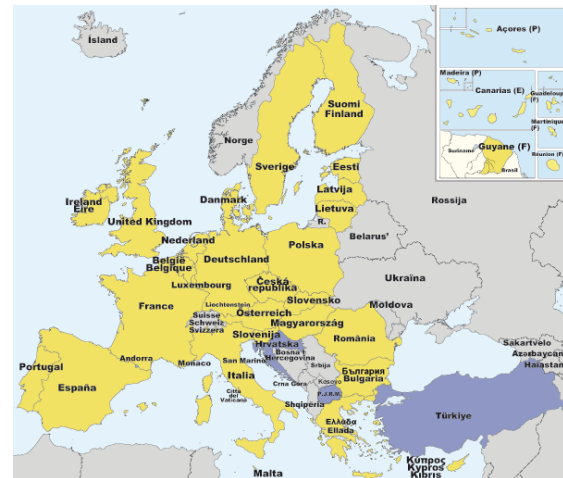 Ísland
Açores (P)
Madeira (P)
Canarias (E)
Guadeloupe
(F)
Martinique
(F)
Guyane (F)
Suriname
Brasil
Réunion (F)
Suomi
Finland
Norge
Sverige
Eesti
Latvija
Lietuva
R.
Rossija
Danmark
Ireland
Éire
United Kingdom
Nederland
België
Belgique
Deutschland
Polska
Belarus'
Luxembourg
Česká
republika
Ukraïna
Slovensko
Moldova
France
Liechtenstein
Österreich
Suisse
Schweiz
Svizzera
Magyarország
Slovenija
România
Hrvatska
Bosna i
Hercegovina
Srbija
Sakartvelo
Azərbaycan
Haiastan
Andorra
Monaco
San Marino
Portugal
España
Italia
Città
del
Vaticano
Crna Gora
Kosovo
България
Bulgaria
P.J.R.M.
Shqipëria
Türkiye
Ελλάδα
Ellada
Malta
Κύπρος
Kypros
Kıbrıs